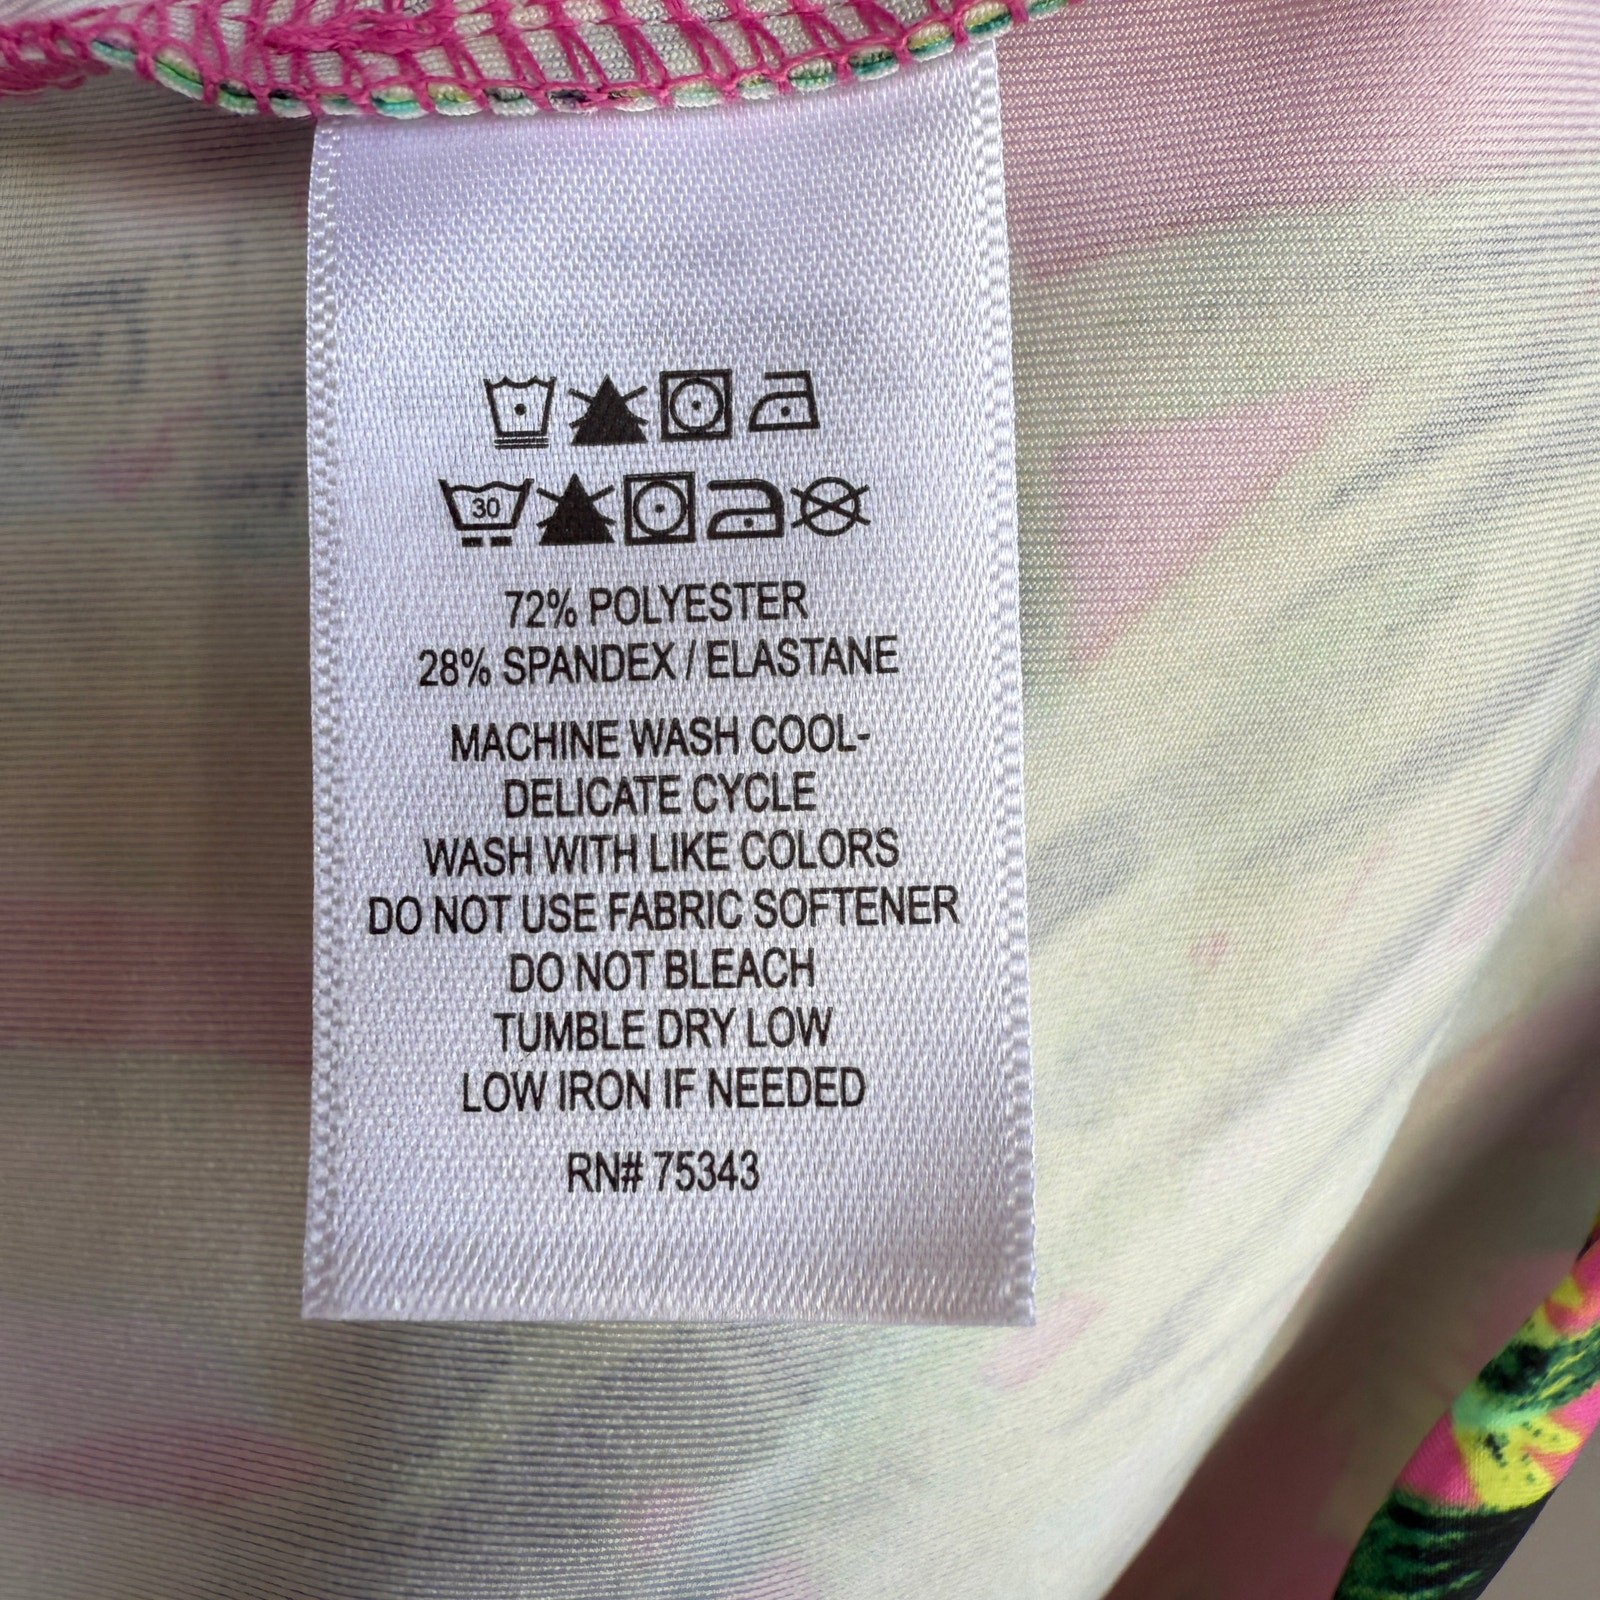 30
72% POLYESTER
28% SPANDEX / ELASTANE
MACHINE WASH COOL-
DELICATE CYCLE
WASH WITH LIKE COLORS
DO NOT USE FABRIC SOFTENER
DO NOT BLEACH
TUMBLE DRY LOW
LOW IRON IF NEEDED
RN# 75343